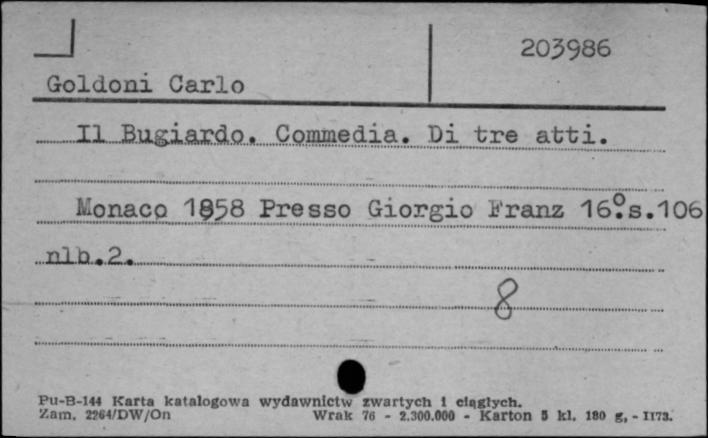 203986
Goldoni Carlo
Il Bugiardo. Commedia. Di tre atti.
Monaco 1858 Presso Giorgio Franz 16.°s.106
nlb.2.
8
Pu-B-144 Karta katalogowa wydawnictw zwartych i ciągłych.
Zam. 2264/DW/On Wrak 76 - 2.300.000 - Karton 5 kl. 180 g, - II73.